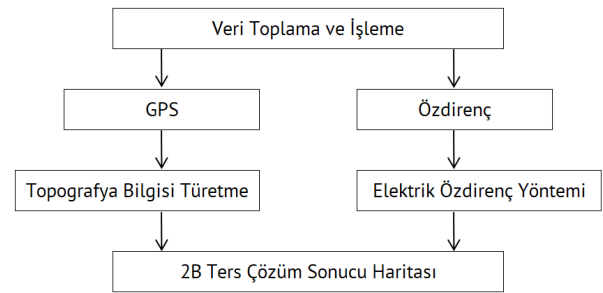 Veri Toplama ve İşleme
GPS
Özdirenç
Topografya Bilgisi Türetme
Elektrik Özdirenç Yöntemi
2B Ters Çözüm Sonucu Haritası